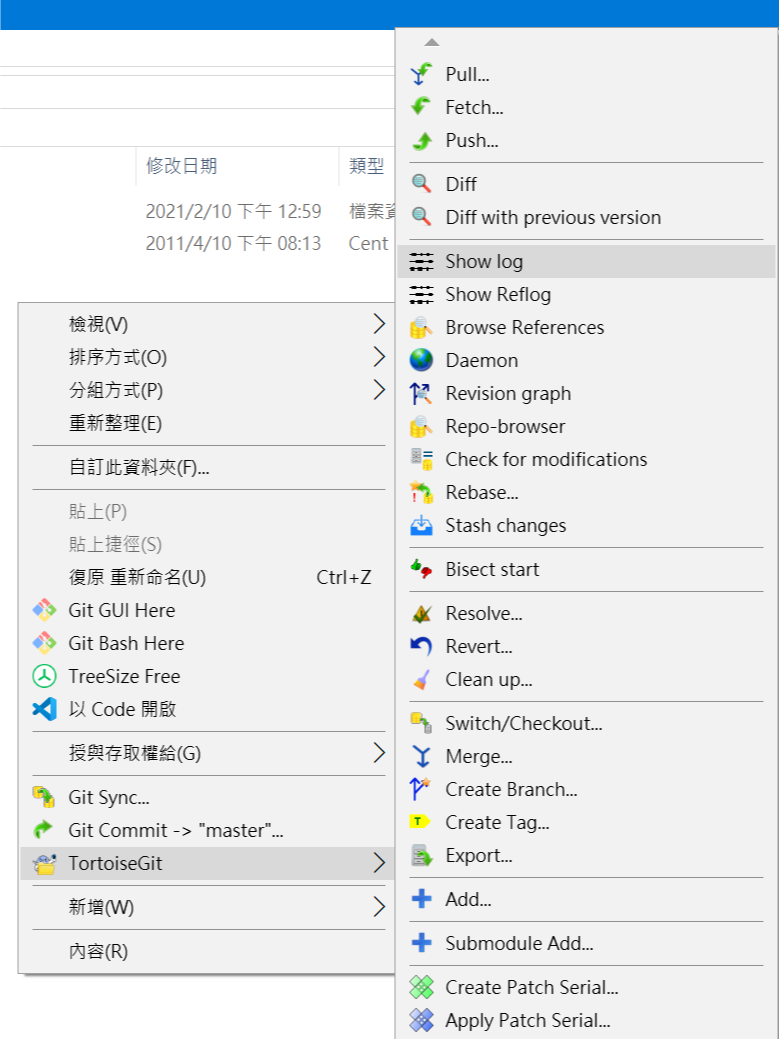 修改日期
類型
2021/2/10 下午 12:59
檔案資
2011/4/10 下午 08:13
Cent
檢視(V)
排序方式(O)
分組方式(P)
重新整理(E)
自訂此資料夾(F)...
貼上(P)
貼上捷徑(S)
復原 重新命名(U)
Ctrl+Z
Git GUI Here
Git Bash Here
TreeSize Free
以 Code 開啟
授與存取權給(G)
Git Sync...
Git Commit -> "master"...
TortoiseGit
新增(W)
內容(R)
Pull...
Fetch...
Push...
Diff
Diff with previous version
Show log
Show Reflog
Browse References
Daemon
Revision graph
Repo-browser
Check for modifications
Rebase...
Stash changes
Bisect start
Resolve...
Revert...
Clean up...
Switch/Checkout...
Merge...
Create Branch...
Create Tag...
Export...
Add...
Submodule Add...
Create Patch Serial...
Apply Patch Serial...